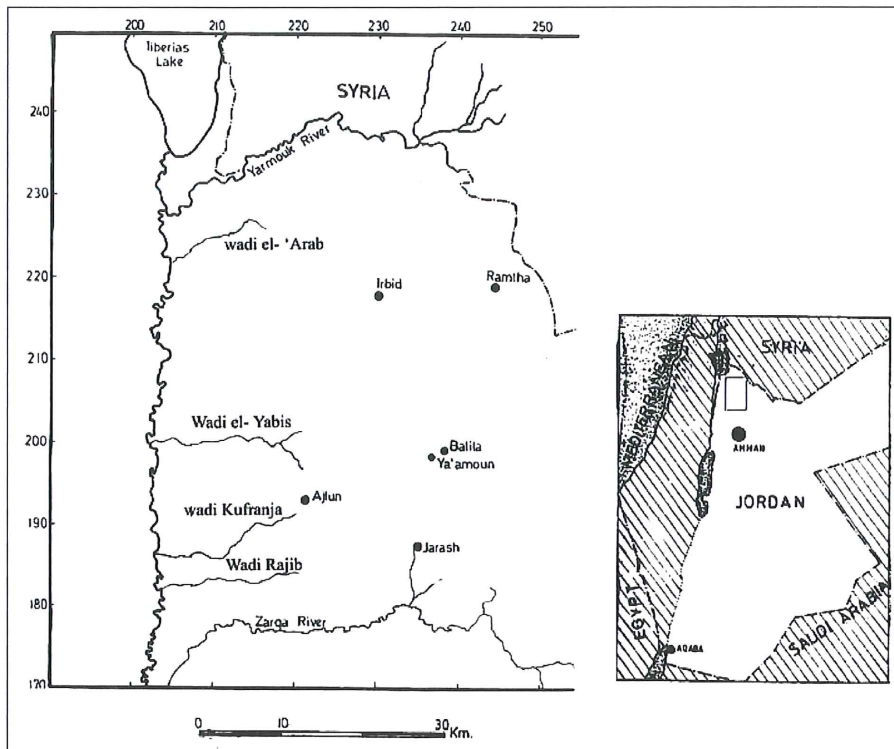 200 210 220 230 240 250
Tiberias
Lake
SYRIA
240
Yarmouk River
230
wadi el- 'Arab
220
Irbid
Ramtha
210
Wadi el- Yabis
200
Balila
Ya'amoun
Ajlun
wadi Kufranja
190
Jarash
Wadi Rajib
180
Zarqa River
170
0 10 30 Km.
MEDITERRANEAN
SYRIA
AMMAN
JORDAN
EGYPT
SAUDI ARABIA
AQABA